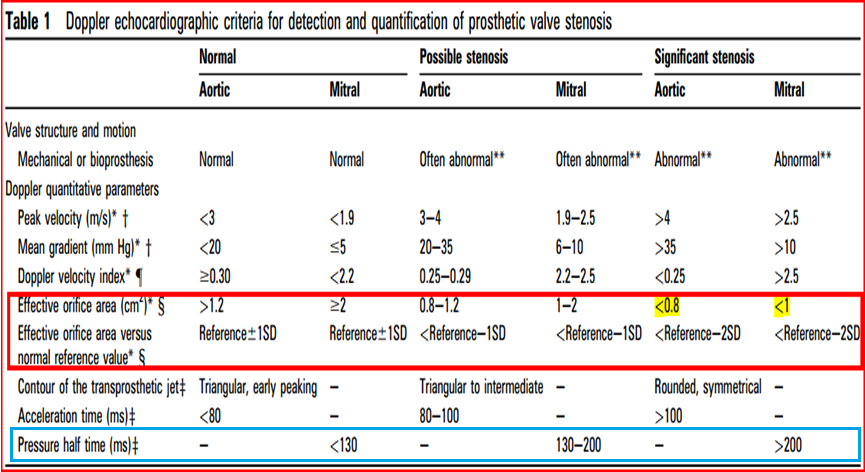 Table 1 Doppler echocardiographic criteria for detection and quantification of prosthetic valve stenosis
Normal Possible stenosis Significant stenosis
Aortic Mitral Aortic Mitral Aortic Mitral
Valve structure and motion
Mechanical or bioprosthesis Normal Normal Often abnormal** Often abnormal** Abnormal** Abnormal**
Doppler quantitative parameters
Peak velocity (m/s)* † <3 <1.9 3–4 1.9–2.5 >4 >2.5
Mean gradient (mm Hg)* † <20 ≤5 20–35 6–10 >35 >10
Doppler velocity index* ¶ ≥0.30 <2.2 0.25–0.29 2.2–2.5 <0.25 >2.5
Effective orifice area (cm²)* § >1.2 ≥2 0.8–1.2 1–2 <0.8 <1
Effective orifice area versus Reference±1SD Reference±1SD <Reference–1SD <Reference–1SD <Reference–2SD <Reference–2SD
normal reference value* §
Contour of the transprosthetic jet‡ Triangular, early peaking – Triangular to intermediate – Rounded, symmetrical –
Acceleration time (ms)‡ <80 – 80–100 – >100 –
Pressure half time (ms)‡ – <130 – 130–200 – >200